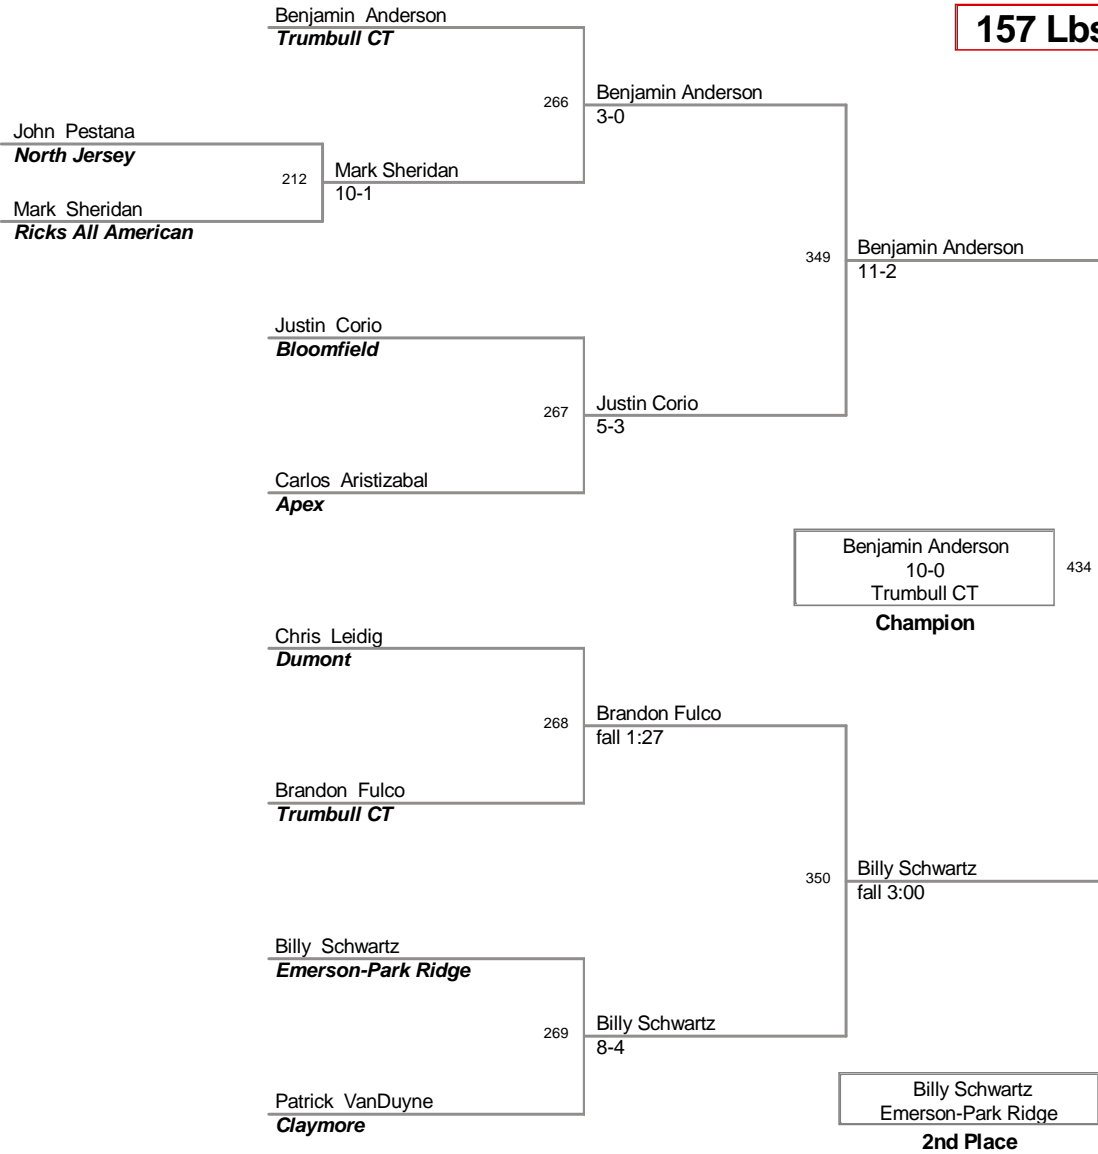 Benjamin Anderson
Trumbull CT
157 Lbs
266
Benjamin Anderson
3-0
John Pestana
North Jersey
212
Mark Sheridan
10-1
Mark Sheridan
Ricks All American
349
Benjamin Anderson
11-2
Justin Corio
Bloomfield
267
Justin Corio
5-3
Carlos Aristizabal
Apex
Benjamin Anderson
10-0
Trumbull CT
434
Champion
Chris Leidig
Dumont
268
Brandon Fulco
fall 1:27
Brandon Fulco
Trumbull CT
350
Billy Schwartz
fall 3:00
Billy Schwartz
Emerson-Park Ridge
269
Billy Schwartz
8-4
Patrick VanDuyne
Claymore
Billy Schwartz
Emerson-Park Ridge
2nd Place